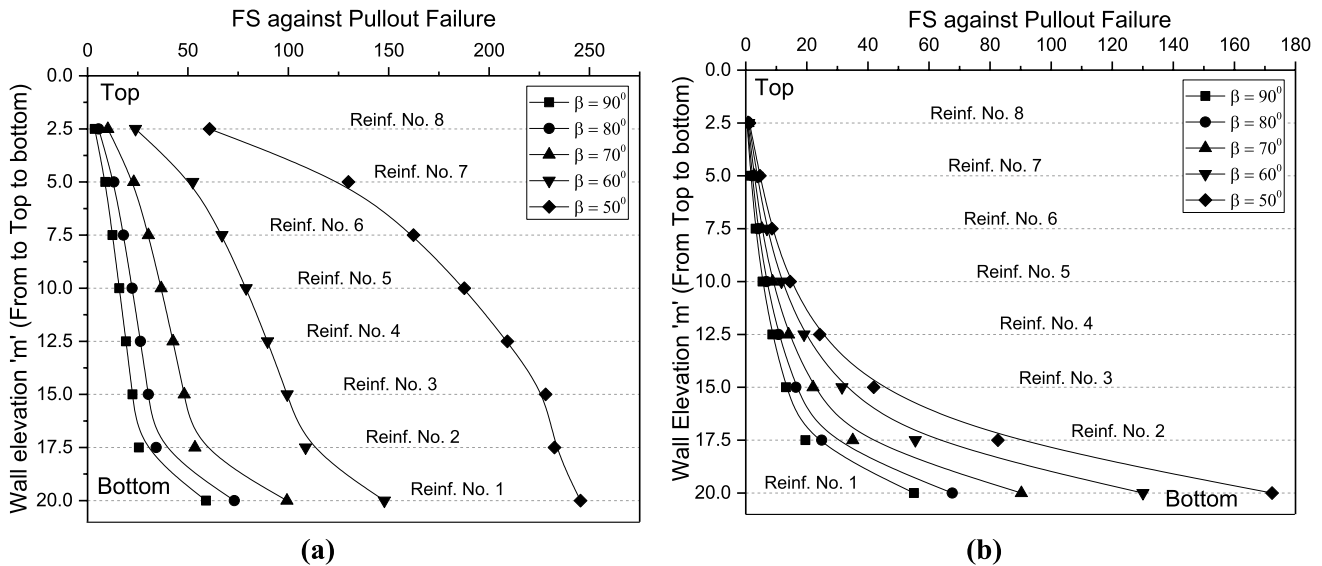 FS against Pullout Failure
0 50 100 150 200 250
0.0
2.5
5.0
7.5
10.0
12.5
15.0
17.5
20.0
Wall elevation 'm' (From to Top to bottom)
Top
β = 90⁰
β = 80⁰
β = 70⁰
β = 60⁰
β = 50⁰
Reinf. No. 8
Reinf. No. 7
Reinf. No. 6
Reinf. No. 5
Reinf. No. 4
Reinf. No. 3
Reinf. No. 2
Reinf. No. 1
Bottom
(a)
FS against Pullout Failure
0 20 40 60 80 100 120 140 160 180
0.0
2.5
5.0
7.5
10.0
12.5
15.0
17.5
20.0
Wall Elevation 'm' (From Top to bottom)
Top
β = 90⁰
β = 80⁰
β = 70⁰
β = 60⁰
β = 50⁰
Reinf. No. 8
Reinf. No. 7
Reinf. No. 6
Reinf. No. 5
Reinf. No. 4
Reinf. No. 3
Reinf. No. 2
Reinf. No. 1
Bottom
(b)